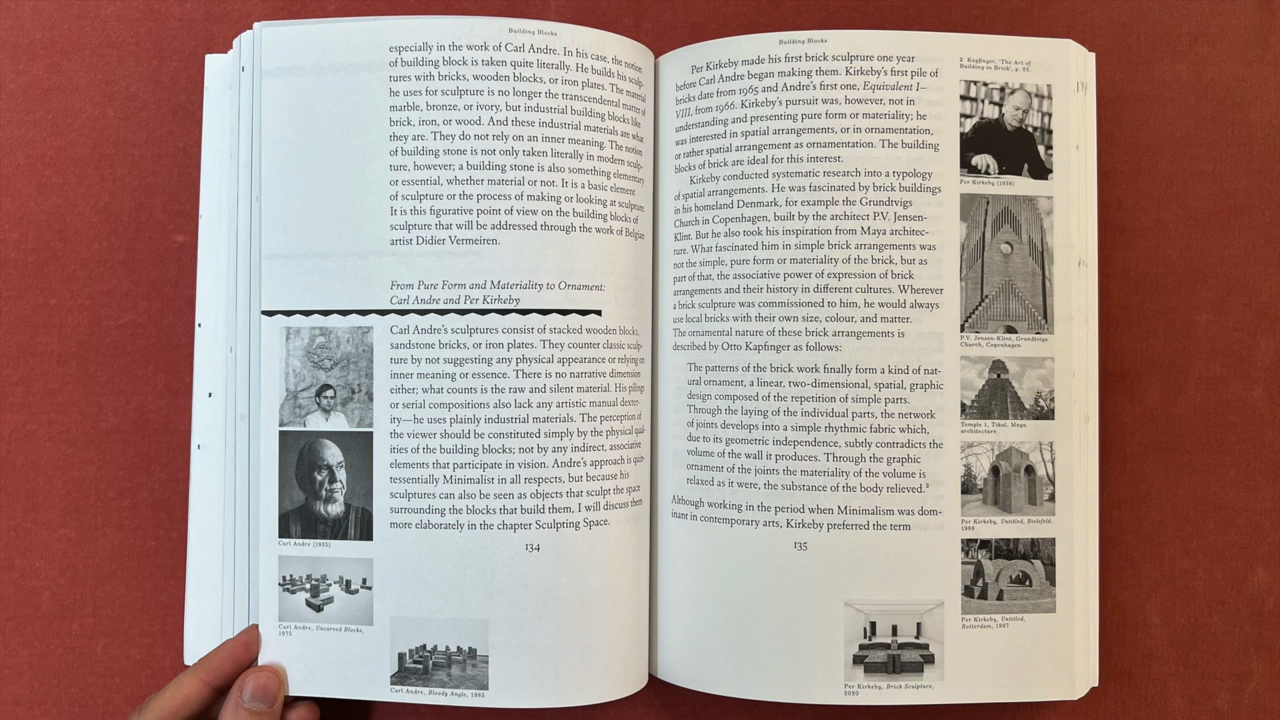 Building Blocks
especially in the work of Carl Andre. In his case, the notion
of building block is taken quite literally. He builds his sculp-
tures with bricks, wooden blocks, or iron plates. The material
he uses for sculpture is no longer the transcendental matter of
marble, bronze, or ivory, but industrial building blocks like
brick, iron, or wood. And these industrial materials are what
they are. They do not rely on an inner meaning. The notion
of building stone is not only taken literally in modern sculp-
ture, however; a building stone is also something elementary
or essential, whether material or not. It is a basic element
of sculpture or the process of making or looking at sculpture.
It is this figurative point of view on the building blocks of
sculpture that will be addressed through the work of Belgian
artist Didier Vermeiren.
From Pure Form and Materiality to Ornament:
Carl Andre and Per Kirkeby
Carl Andre's sculptures consist of stacked wooden blocks,
sandstone bricks, or iron plates. They counter classic sculp-
ture by not suggesting any physical appearance or relying on
inner meaning or essence. There is no narrative dimension
either; what counts is the raw and silent material. His pilings
or serial compositions also lack any artistic manual dexter-
ity—he uses plainly industrial materials. The perception of
the viewer should be constituted simply by the physical qual-
ities of the building blocks; not by any indirect, associative
elements that participate in vision. Andre's approach is quin-
tessentially Minimalist in all respects, but because his
sculptures can also be seen as objects that sculpt the space
surrounding the blocks that build them, I will discuss them
more elaborately in the chapter Sculpting Space.
134
Carl Andre (1935)
Carl Andre, Uncarved Blocks,
1975
Carl Andre, Bloody Angle, 1985
Building Blocks
Per Kirkeby made his first brick sculpture one year
before Carl Andre began making them. Kirkeby's first pile of
bricks date from 1965 and Andre's first one, Equivalent I–
VIII, from 1966. Kirkeby's pursuit was, however, not in
understanding and presenting pure form or materiality; he
was interested in spatial arrangements, or in ornamentation,
or rather spatial arrangement as ornamentation. The building
blocks of brick are ideal for this interest.
Kirkeby conducted systematic research into a typology
of spatial arrangements. He was fascinated by brick buildings
in his homeland Denmark, for example the Grundtvigs
Church in Copenhagen, built by the architect P.V. Jensen-
Klint. But he also took his inspiration from Maya architec-
ture. What fascinated him in simple brick arrangements was
not the simple, pure form or materiality of the brick, but as
part of that, the associative power of expression of brick
arrangements and their history in different cultures. Wherever
a brick sculpture was commissioned to him, he would always
use local bricks with their own size, colour, and matter.
The ornamental nature of these brick arrangements is
described by Otto Kapfinger as follows:
The patterns of the brick work finally form a kind of nat-
ural ornament, a linear, two-dimensional, spatial, graphic
design composed of the repetition of simple parts.
Through the laying of the individual parts, the network
of joints develops into a simple rhythmic fabric which,
due to its geometric independence, subtly contradicts the
volume of the wall it produces. Through the graphic
ornament of the joints the materiality of the volume is
relaxed as it were, the substance of the body relieved.²
Although working in the period when Minimalism was dom-
inant in contemporary arts, Kirkeby preferred the term
135
2 Kapfinger, 'The Art of
Building in Brick', p. 23.
Per Kirkeby (1938)
P.V. Jensen-Klint, Grundtvigs
Church, Copenhagen
Temple 1, Tikal, Maya
architecture
Per Kirkeby, Untitled, Bielefeld,
1988
Per Kirkeby, Untitled,
Rotterdam, 1987
Per Kirkeby, Brick Sculpture,
2020